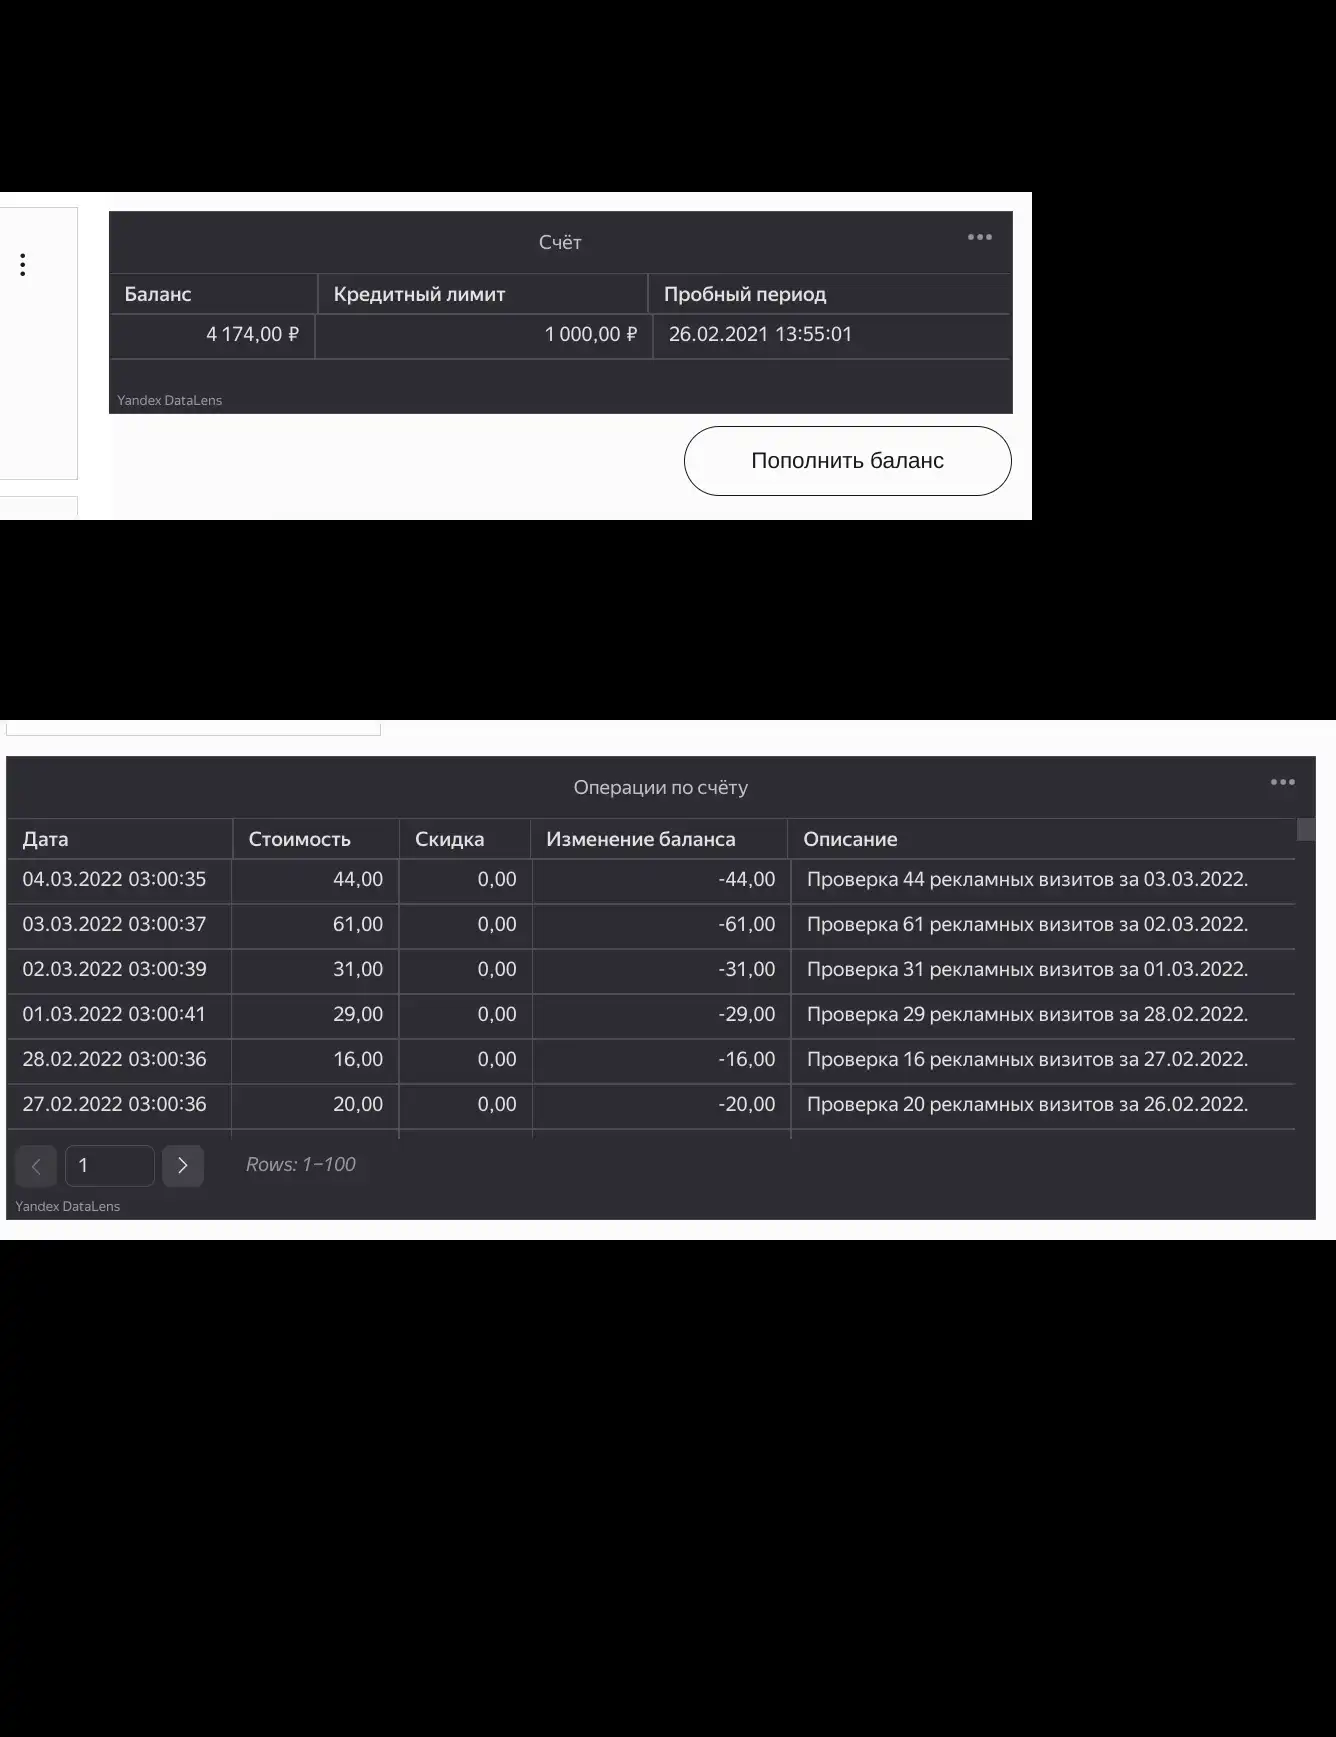 Счёт
Баланс Кредитный лимит Пробный период
4 174,00 ₽ 1 000,00 ₽ 26.02.2021 13:55:01
Yandex DataLens
Пополнить баланс
Операции по счёту
Дата Стоимость Скидка Изменение баланса Описание
04.03.2022 03:00:35 44,00 0,00 -44,00 Проверка 44 рекламных визитов за 03.03.2022.
03.03.2022 03:00:37 61,00 0,00 -61,00 Проверка 61 рекламных визитов за 02.03.2022.
02.03.2022 03:00:39 31,00 0,00 -31,00 Проверка 31 рекламных визитов за 01.03.2022.
01.03.2022 03:00:41 29,00 0,00 -29,00 Проверка 29 рекламных визитов за 28.02.2022.
28.02.2022 03:00:36 16,00 0,00 -16,00 Проверка 16 рекламных визитов за 27.02.2022.
27.02.2022 03:00:36 20,00 0,00 -20,00 Проверка 20 рекламных визитов за 26.02.2022.
1 Rows: 1–100
Yandex DataLens